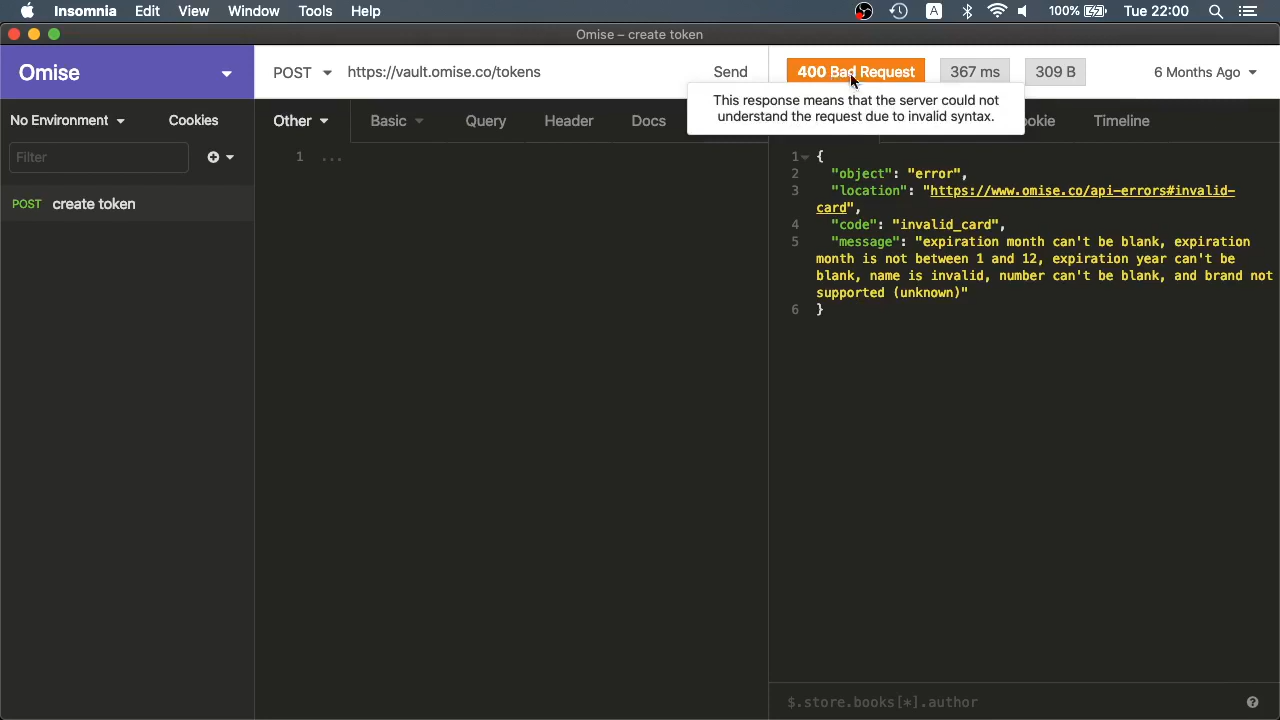 Insomnia Edit View Window Tools Help A 100% Tue 22:00
Omise – create token
Omise
POST https://vault.omise.co/tokens Send 400 Bad Request 367 ms 309 B 6 Months Ago
This response means that the server could not
understand the request due to invalid syntax.
No Environment Cookies Other Basic Query Header Docs ookie Timeline
Filter
POST create token
1 ...
1 {
2 "object": "error",
3 "location": "https://www.omise.co/api-errors#invalid-
card",
4 "code": "invalid_card",
5 "message": "expiration month can't be blank, expiration
month is not between 1 and 12, expiration year can't be
blank, name is invalid, number can't be blank, and brand not
supported (unknown)"
6 }
$.store.books[*].author